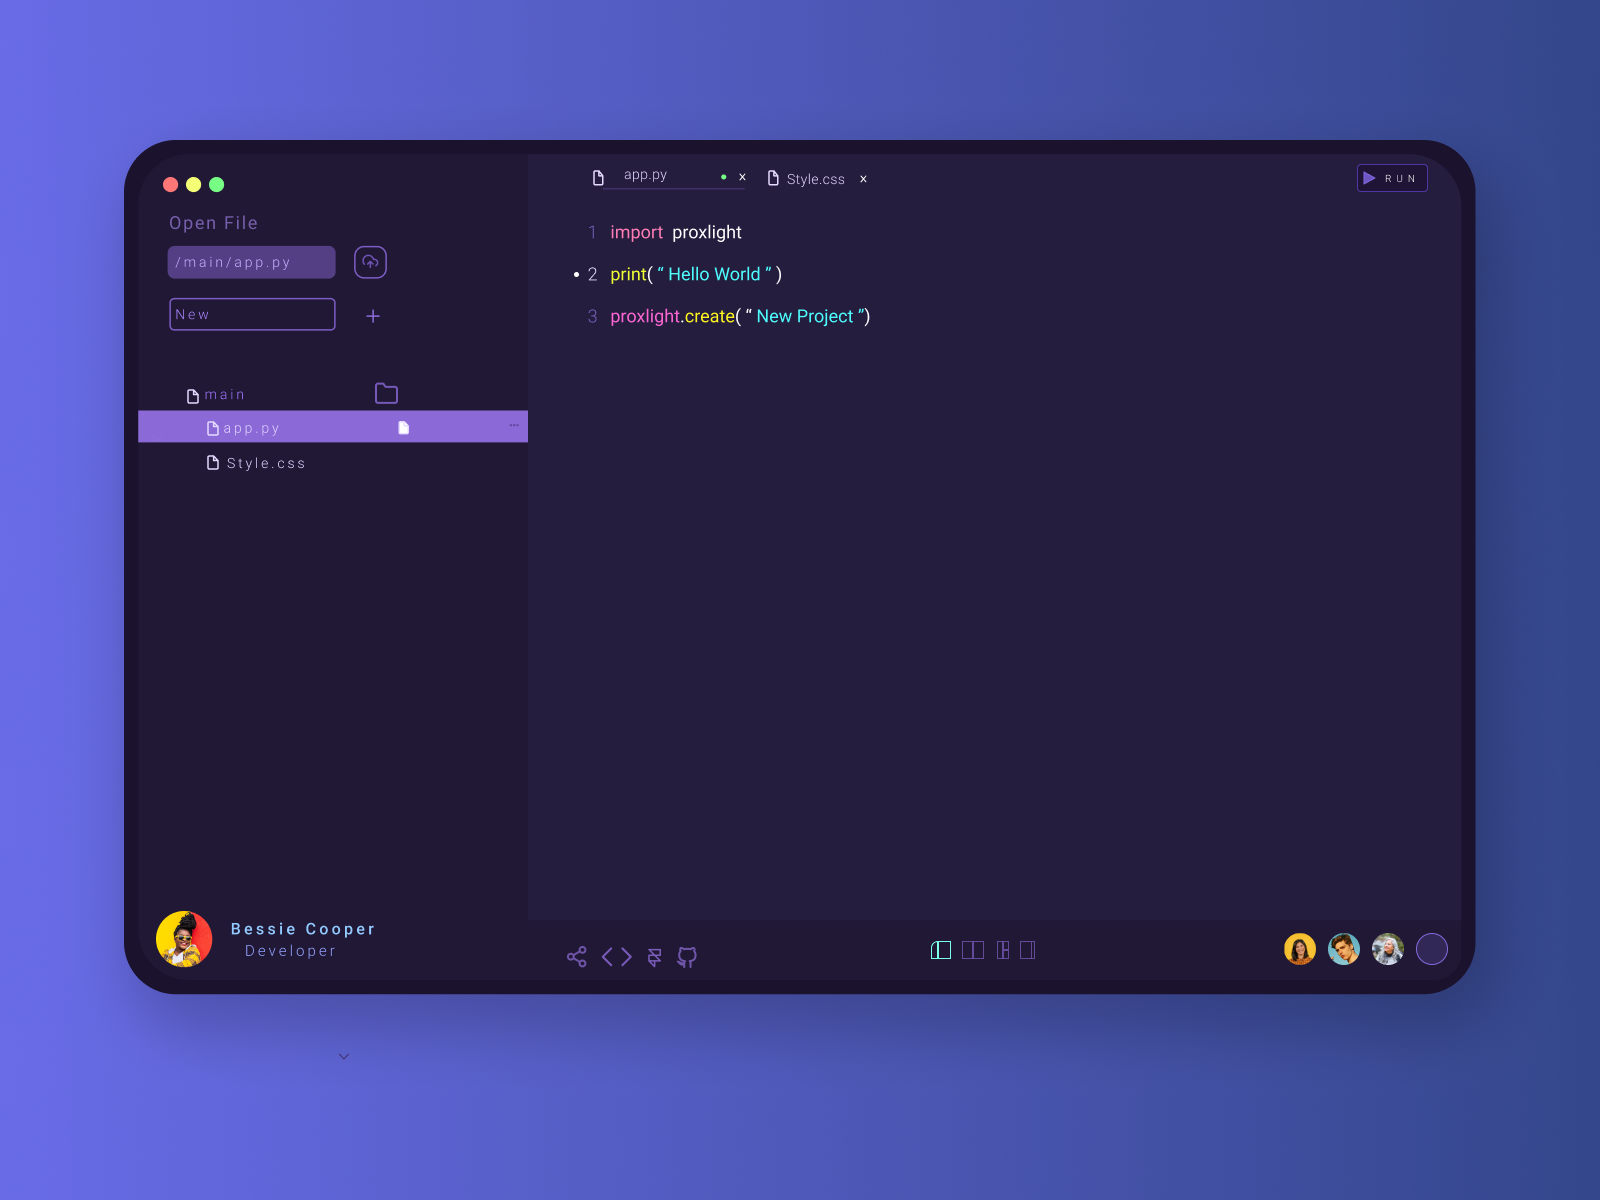 Open File
/main/app.py
New
main
app.py
Style.css
Bessie Cooper
Developer
app.py x
Style.css x
RUN
1 import proxlight
2 print( “ Hello World ” )
3 proxlight.create( “ New Project ”)